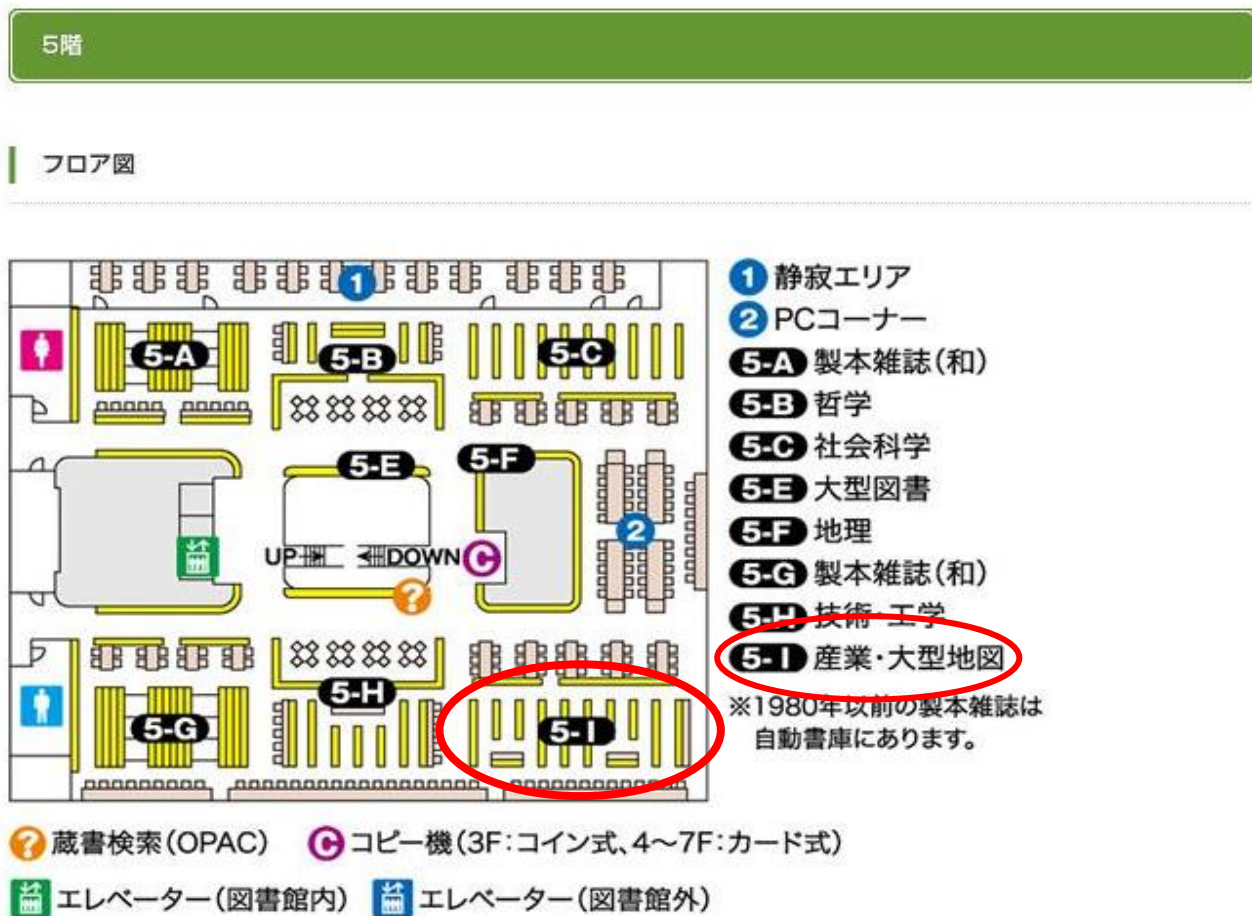 5階
フロア図
1
5-A
5-B
5-C
5-E
5-F
UP
DOWN
C
2
?
5-G
5-H
5-I
1 静寂エリア
2 PCコーナー
5-A 製本雑誌(和)
5-B 哲学
5-C 社会科学
5-E 大型図書
5-F 地理
5-G 製本雑誌(和)
5-H 技術・工学
5-I 産業・大型地図
※1980年以前の製本雑誌は
自動書庫にあります。
? 蔵書検索(OPAC) C コピー機(3F:コイン式、4〜7F:カード式)
エレベーター(図書館内) エレベーター(図書館外)